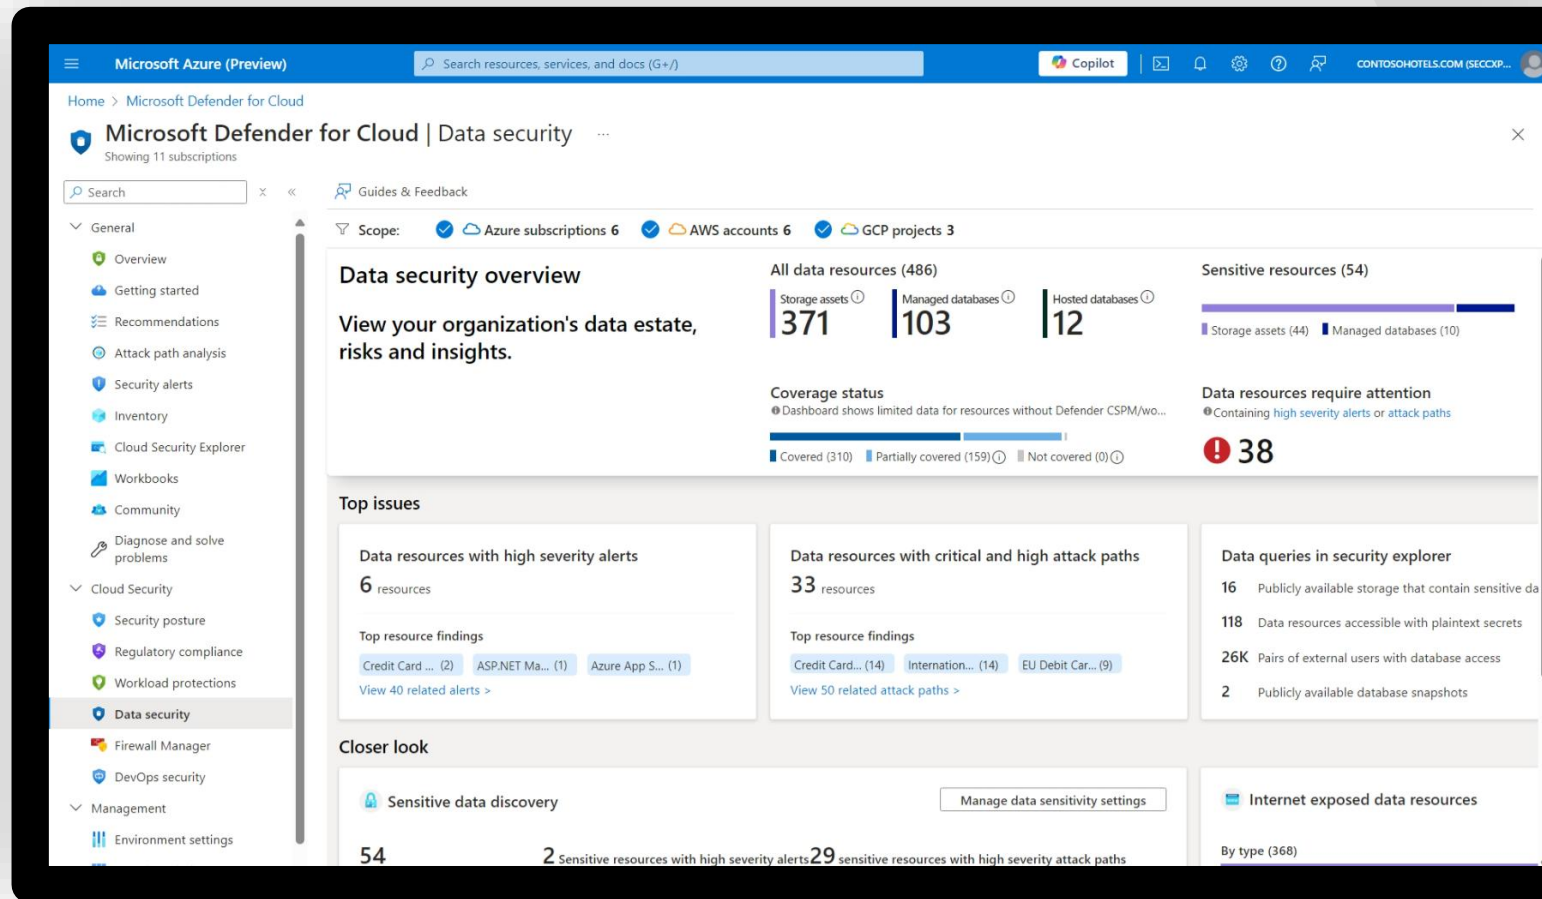 Microsoft Azure (Preview)
Search resources, services, and docs (G+/)
Copilot
CONTOSOHOTELS.COM (SECCXP...
Home > Microsoft Defender for Cloud
Microsoft Defender for Cloud | Data security ...
Showing 11 subscriptions
Search
Guides & Feedback
General
Overview
Getting started
Recommendations
Attack path analysis
Security alerts
Inventory
Cloud Security Explorer
Workbooks
Community
Diagnose and solve
problems
Cloud Security
Security posture
Regulatory compliance
Workload protections
Data security
Firewall Manager
DevOps security
Management
Environment settings
Scope: Azure subscriptions 6 AWS accounts 6 GCP projects 3
Data security overview
View your organization's data estate,
risks and insights.
All data resources (486)
Storage assets Managed databases Hosted databases
371 103 12
Sensitive resources (54)
Storage assets (44) Managed databases (10)
Coverage status
Dashboard shows limited data for resources without Defender CSPM/wo...
Covered (310) Partially covered (159) Not covered (0)
Data resources require attention
Containing high severity alerts or attack paths
38
Top issues
Data resources with high severity alerts
6 resources
Top resource findings
Credit Card ... (2) ASP.NET Ma... (1) Azure App S... (1)
View 40 related alerts >
Data resources with critical and high attack paths
33 resources
Top resource findings
Credit Card... (14) Internation... (14) EU Debit Car... (9)
View 50 related attack paths >
Data queries in security explorer
16 Publicly available storage that contain sensitive da
118 Data resources accessible with plaintext secrets
26K Pairs of external users with database access
2 Publicly available database snapshots
Closer look
Sensitive data discovery
Manage data sensitivity settings
54
2 Sensitive resources with high severity alerts 29 sensitive resources with high severity attack paths
Internet exposed data resources
By type (368)